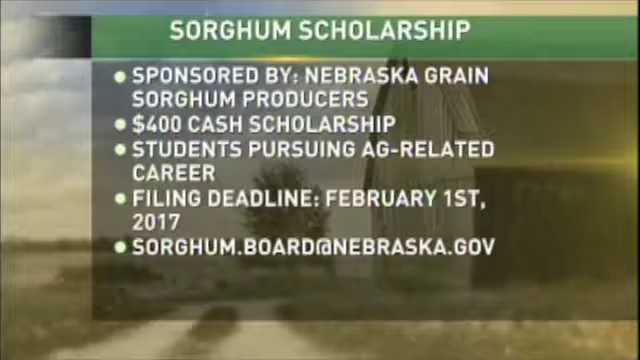 SORGHUM SCHOLARSHIP
SPONSORED BY: NEBRASKA GRAIN
SORGHUM PRODUCERS
$400 CASH SCHOLARSHIP
STUDENTS PURSUING AG-RELATED
CAREER
FILING DEADLINE: FEBRUARY 1ST,
2017
SORGHUM.BOARD@NEBRASKA.GOV